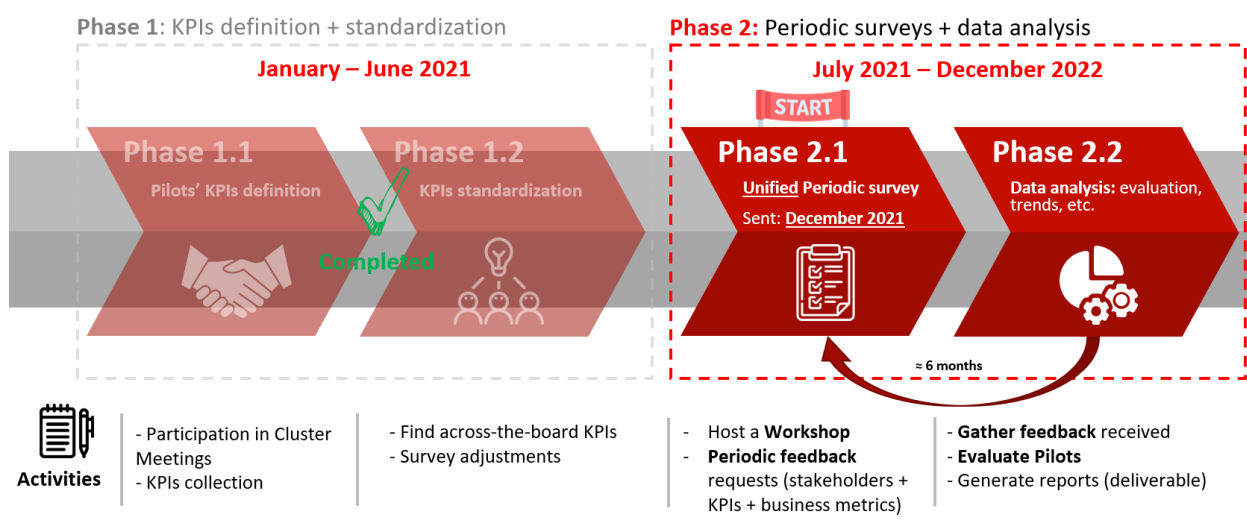 Phase 1: KPIs definition + standardization
January – June 2021
Phase 1.1
Pilots' KPIs definition
Phase 1.2
KPIs standardization
Completed
Phase 2: Periodic surveys + data analysis
July 2021 – December 2022
START
Phase 2.1
Unified Periodic survey
Sent: December 2021
Phase 2.2
Data analysis: evaluation,
trends, etc.
≈ 6 months
Activities
- Participation in Cluster
Meetings
- KPIs collection
- Find across-the-board KPIs
- Survey adjustments
- Host a Workshop
- Periodic feedback
requests (stakeholders +
KPIs + business metrics)
- Gather feedback received
- Evaluate Pilots
- Generate reports (deliverable)